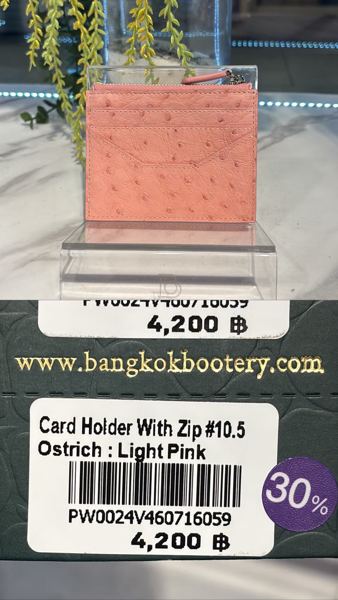 PW0024V460716059
4,200 ฿
www.bangkokbootery.com
Card Holder With Zip #10.5
Ostrich : Light Pink
30%
PW0024V460716059
4,200 ฿